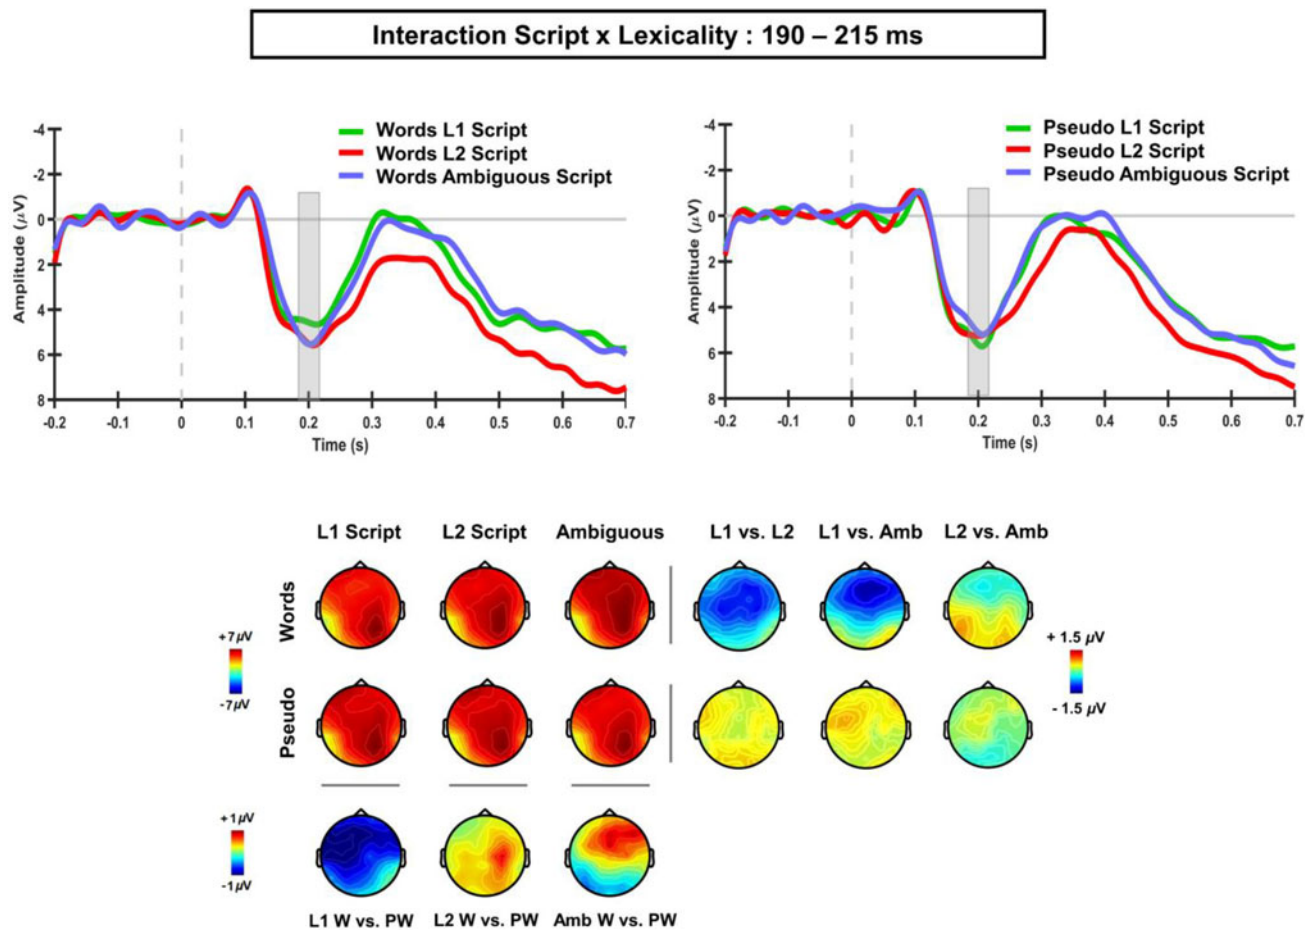 Interaction Script x Lexicality : 190 – 215 ms
Words L1 Script
Words L2 Script
Words Ambiguous Script
Amplitude (μV)
-4
-2
0
2
4
6
8
-0.2 -0.1 0 0.1 0.2 0.3 0.4 0.5 0.6 0.7
Time (s)
Pseudo L1 Script
Pseudo L2 Script
Pseudo Ambiguous Script
Amplitude (μV)
-4
-2
0
2
4
6
8
-0.2 -0.1 0 0.1 0.2 0.3 0.4 0.5 0.6 0.7
Time (s)
L1 Script L2 Script Ambiguous L1 vs. L2 L1 vs. Amb L2 vs. Amb
Words
+7 μV
-7μV
+ 1.5 μV
- 1.5 μV
Pseudo
+1 μV
-1 μV
L1 W vs. PW L2 W vs. PW Amb W vs. PW